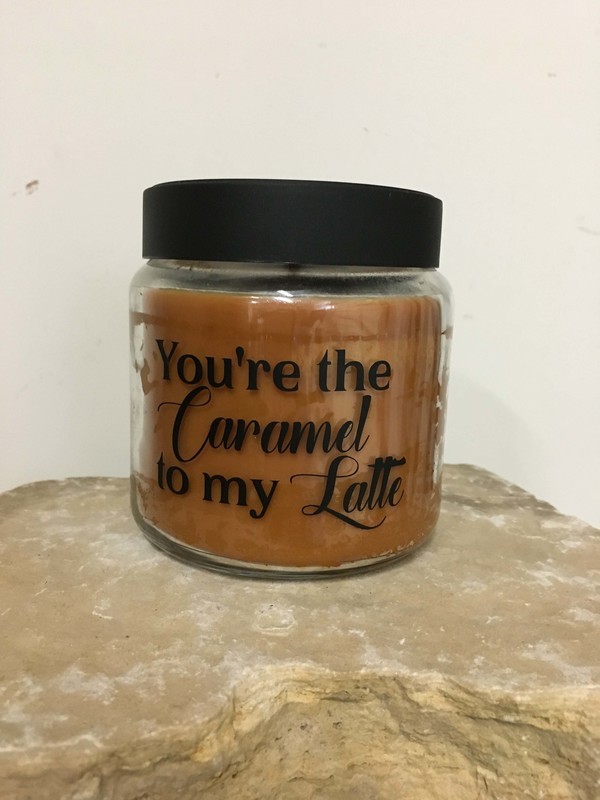 You're the
Caramel
to my Latte